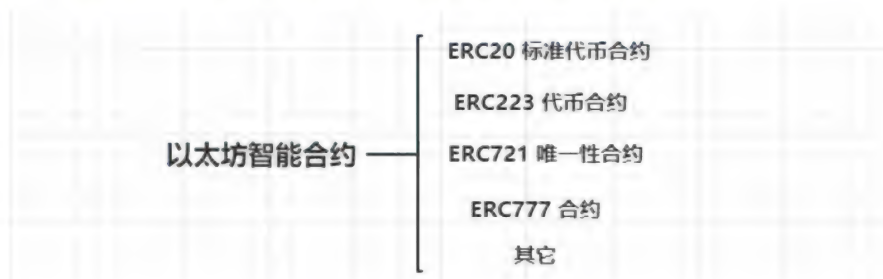 ERC20 标准代币合约
ERC223 代币合约
以太坊智能合约
ERC721 唯一性合约
ERC777 合约
其它